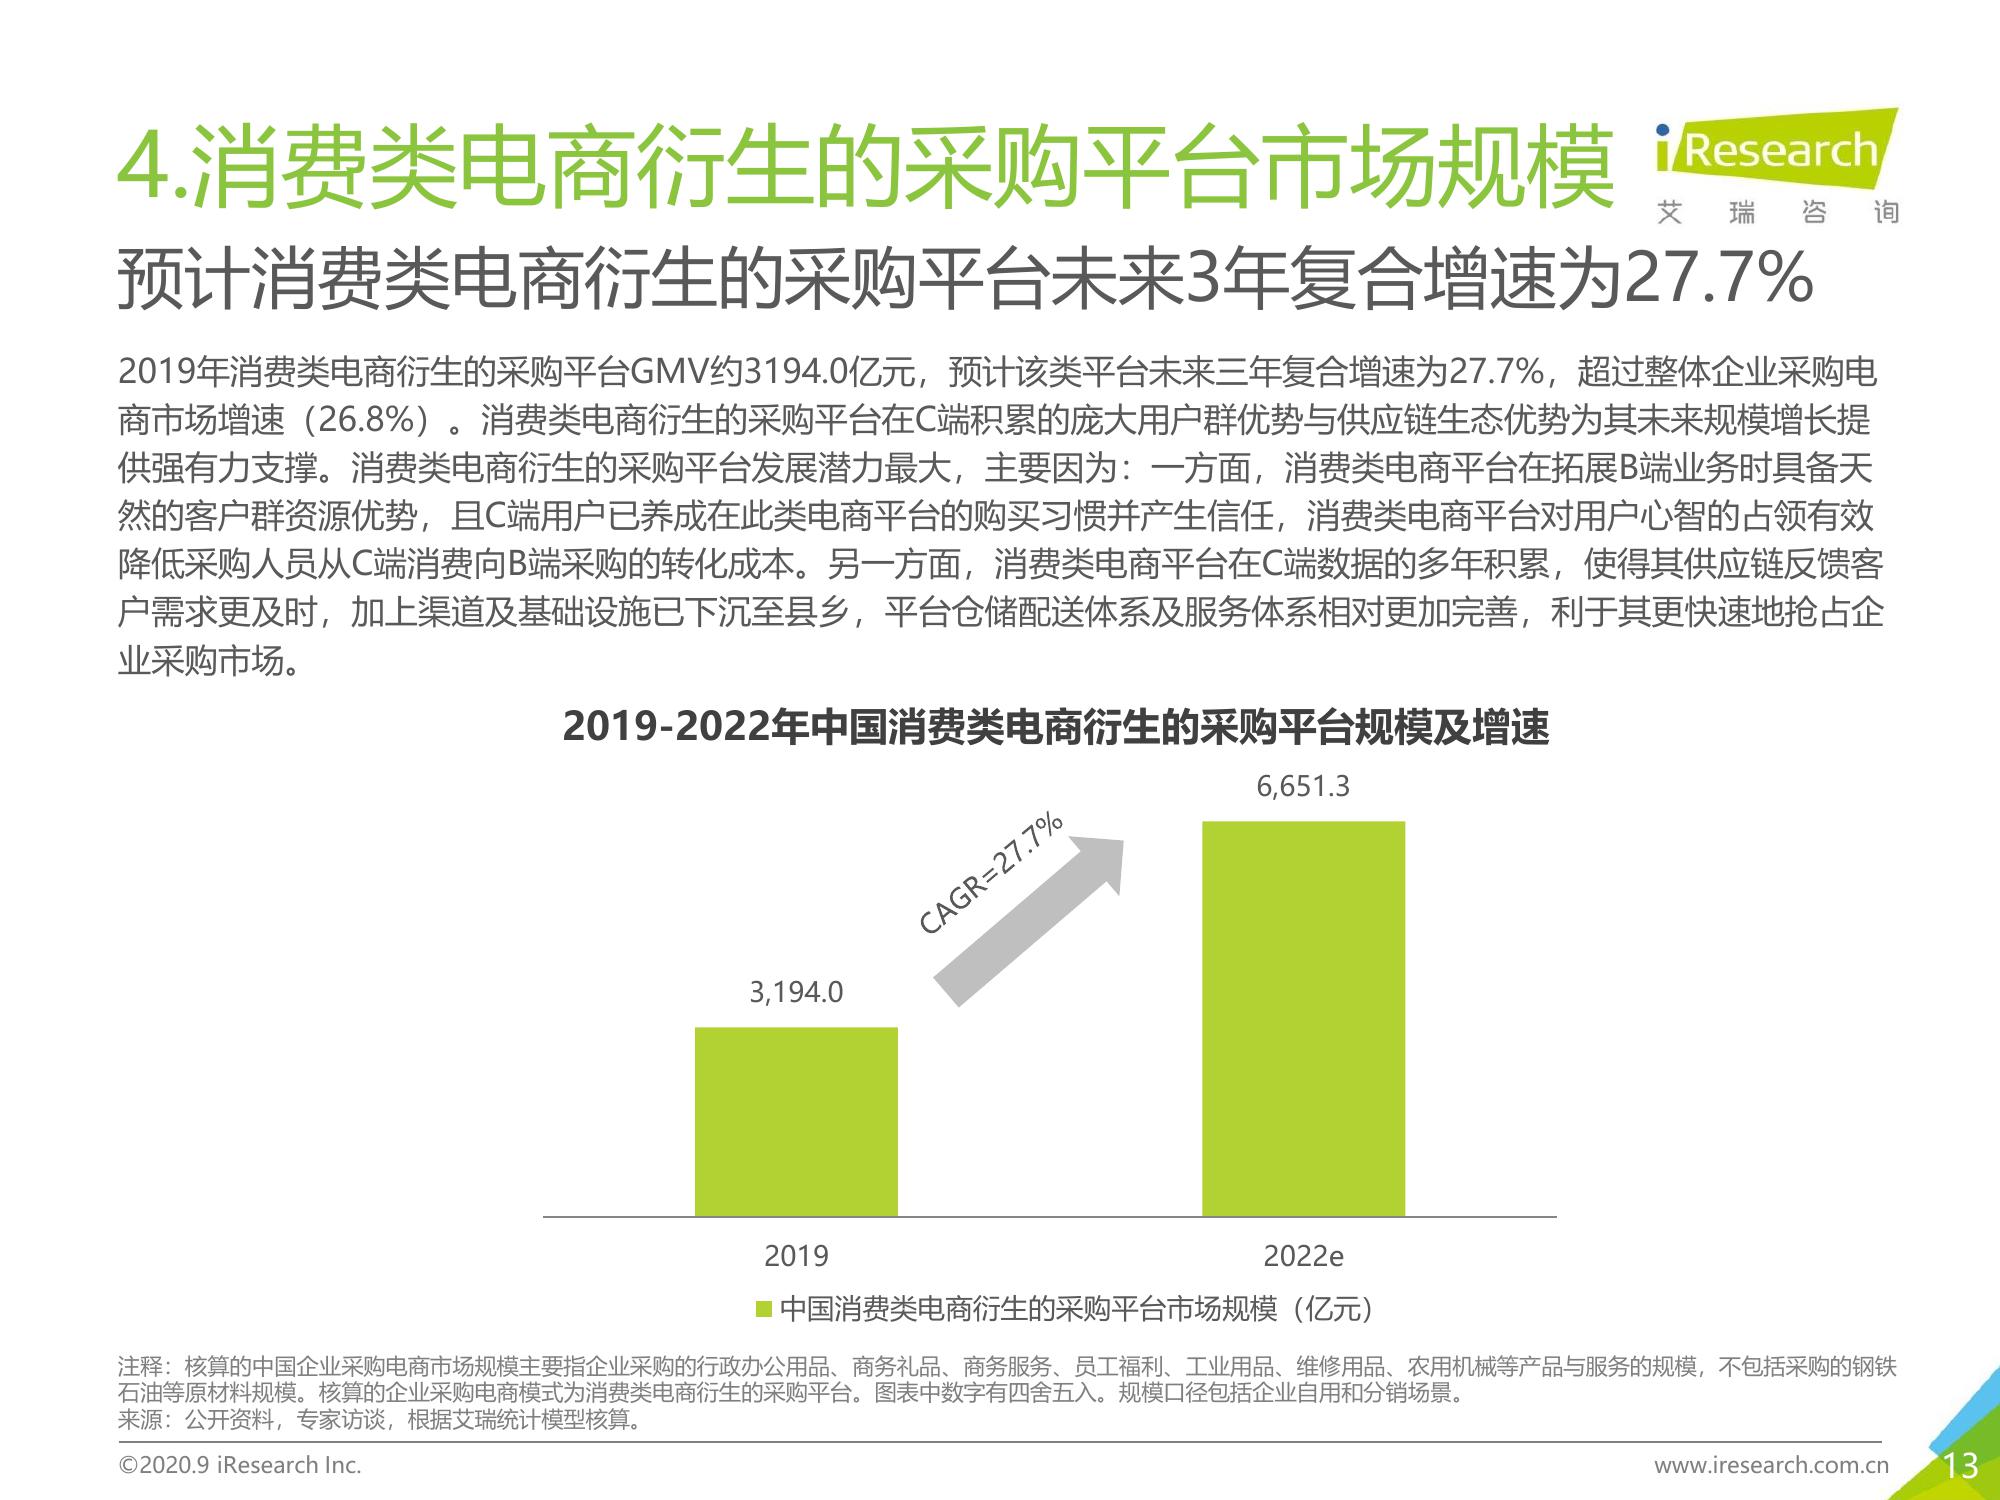 4.消费类电商衍生的采购平台市场规模
iResearch
艾瑞咨询
预计消费类电商衍生的采购平台未来3年复合增速为27.7%
2019年消费类电商衍生的采购平台GMV约3194.0亿元，预计该类平台未来三年复合增速为27.7%，超过整体企业采购电
商市场增速（26.8%）。消费类电商衍生的采购平台在C端积累的庞大用户群优势与供应链生态优势为其未来规模增长提
供强有力支撑。消费类电商衍生的采购平台发展潜力最大，主要因为：一方面，消费类电商平台在拓展B端业务时具备天
然的客户群资源优势，且C端用户已养成在此类电商平台的购买习惯并产生信任，消费类电商平台对用户心智的占领有效
降低采购人员从C端消费向B端采购的转化成本。另一方面，消费类电商平台在C端数据的多年积累，使得其供应链反馈客
户需求更及时，加上渠道及基础设施已下沉至县乡，平台仓储配送体系及服务体系相对更加完善，利于其更快速地抢占企
业采购市场。
2019-2022年中国消费类电商衍生的采购平台规模及增速
6,651.3
CAGR=27.7%
3,194.0
2019
2022e
中国消费类电商衍生的采购平台市场规模（亿元）
注释：核算的中国企业采购电商市场规模主要指企业采购的行政办公用品、商务礼品、商务服务、员工福利、工业用品、维修用品、农用机械等产品与服务的规模，不包括采购的钢铁
石油等原材料规模。核算的企业采购电商模式为消费类电商衍生的采购平台。图表中数字有四舍五入。规模口径包括企业自用和分销场景。
来源：公开资料，专家访谈，根据艾瑞统计模型核算。
©2020.9 iResearch Inc.
www.iresearch.com.cn
13